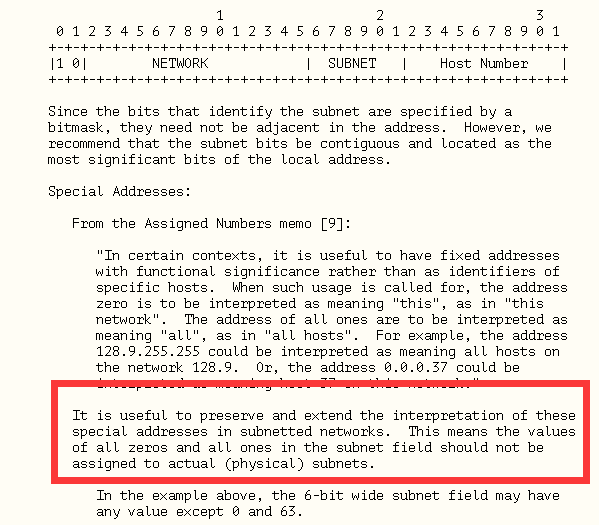 1 2 3
0 1 2 3 4 5 6 7 8 9 0 1 2 3 4 5 6 7 8 9 0 1 2 3 4 5 6 7 8 9 0 1
+-+-+-+-+-+-+-+-+-+-+-+-+-+-+-+-+-+-+-+-+-+-+-+-+-+-+-+-+-+-+-+-+
|1 0| NETWORK | SUBNET | Host Number |
+-+-+-+-+-+-+-+-+-+-+-+-+-+-+-+-+-+-+-+-+-+-+-+-+-+-+-+-+-+-+-+-+
Since the bits that identify the subnet are specified by a
bitmask, they need not be adjacent in the address. However, we
recommend that the subnet bits be contiguous and located as the
most significant bits of the local address.
Special Addresses:
From the Assigned Numbers memo [9]:
"In certain contexts, it is useful to have fixed addresses
with functional significance rather than as identifiers of
specific hosts. When such usage is called for, the address
zero is to be interpreted as meaning "this", as in "this
network". The address of all ones are to be interpreted as
meaning "all", as in "all hosts". For example, the address
128.9.255.255 could be interpreted as meaning all hosts on
the network 128.9. Or, the address 0.0.0.37 could be
interpreted as meaning host 37 on this network."
It is useful to preserve and extend the interpretation of these
special addresses in subnetted networks. This means the values
of all zeros and all ones in the subnet field should not be
assigned to actual (physical) subnets.
In the example above, the 6-bit wide subnet field may have
any value except 0 and 63.